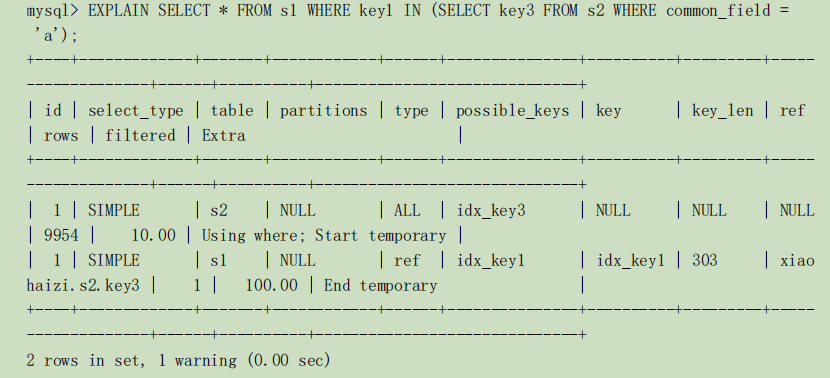 mysql> EXPLAIN SELECT * FROM s1 WHERE key1 IN (SELECT key3 FROM s2 WHERE common_field =
'a');
+----+-------------+-------+------------+------+---------------+----------+---------+-----
--------------+------+----------+------------------------------+
| id | select_type | table | partitions | type | possible_keys | key | key_len | ref
| rows | filtered | Extra |
+----+-------------+-------+------------+------+---------------+----------+---------+-----
--------------+------+----------+------------------------------+
| 1 | SIMPLE | s2 | NULL | ALL | idx_key3 | NULL | NULL | NULL
| 9954 | 10.00 | Using where; Start temporary |
| 1 | SIMPLE | s1 | NULL | ref | idx_key1 | idx_key1 | 303 | xiao
haizi.s2.key3 | 1 | 100.00 | End temporary |
+----+-------------+-------+------------+------+---------------+----------+---------+-----
--------------+------+----------+------------------------------+
2 rows in set, 1 warning (0.00 sec)